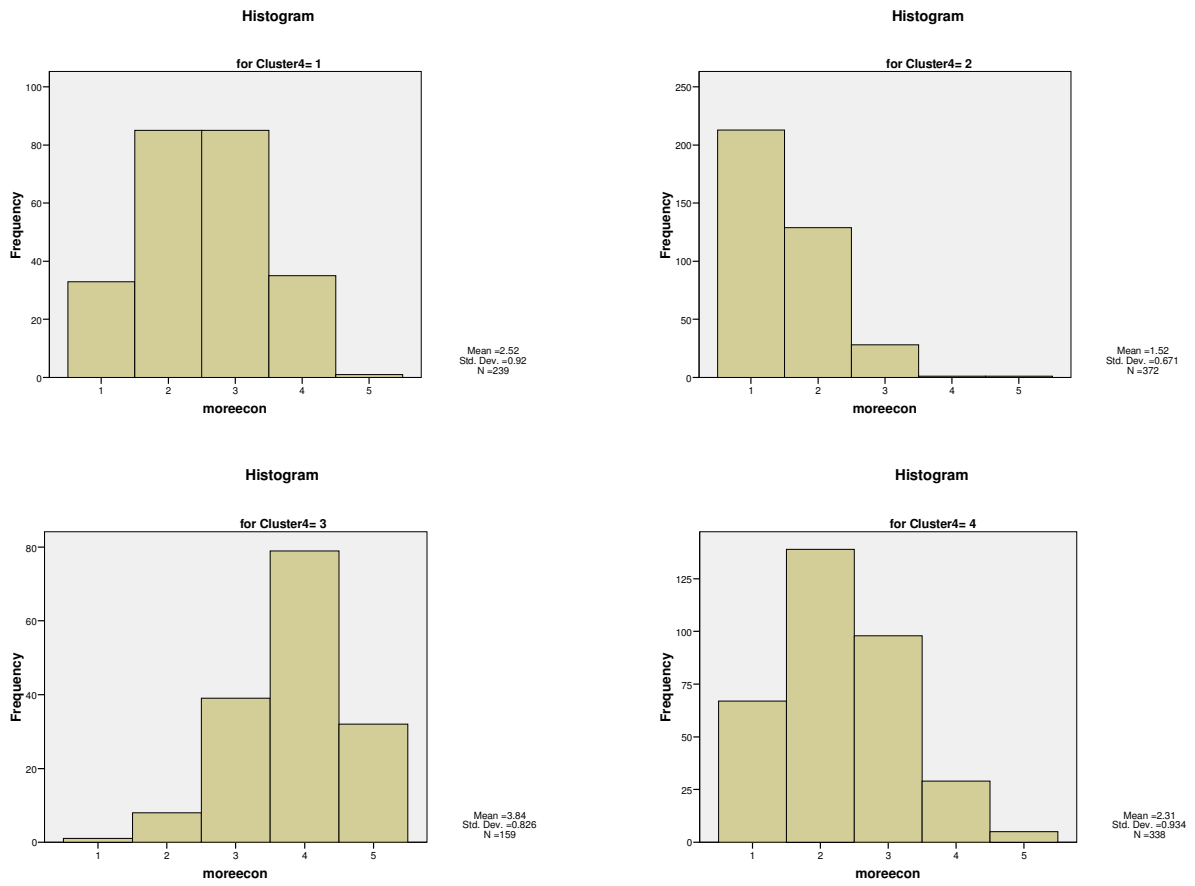 Histogram
for Cluster4= 1
100
80
60
40
20
0
Frequency
1 2 3 4 5
moreecon
Mean =2.52
Std. Dev. =0.92
N =239
Histogram
for Cluster4= 2
250
200
150
100
50
0
Frequency
1 2 3 4 5
moreecon
Mean =1.52
Std. Dev. =0.671
N =372
Histogram
for Cluster4= 3
80
60
40
20
0
Frequency
1 2 3 4 5
moreecon
Mean =3.84
Std. Dev. =0.826
N =159
Histogram
for Cluster4= 4
125
100
75
50
25
0
Frequency
1 2 3 4 5
moreecon
Mean =2.31
Std. Dev. =0.934
N =338